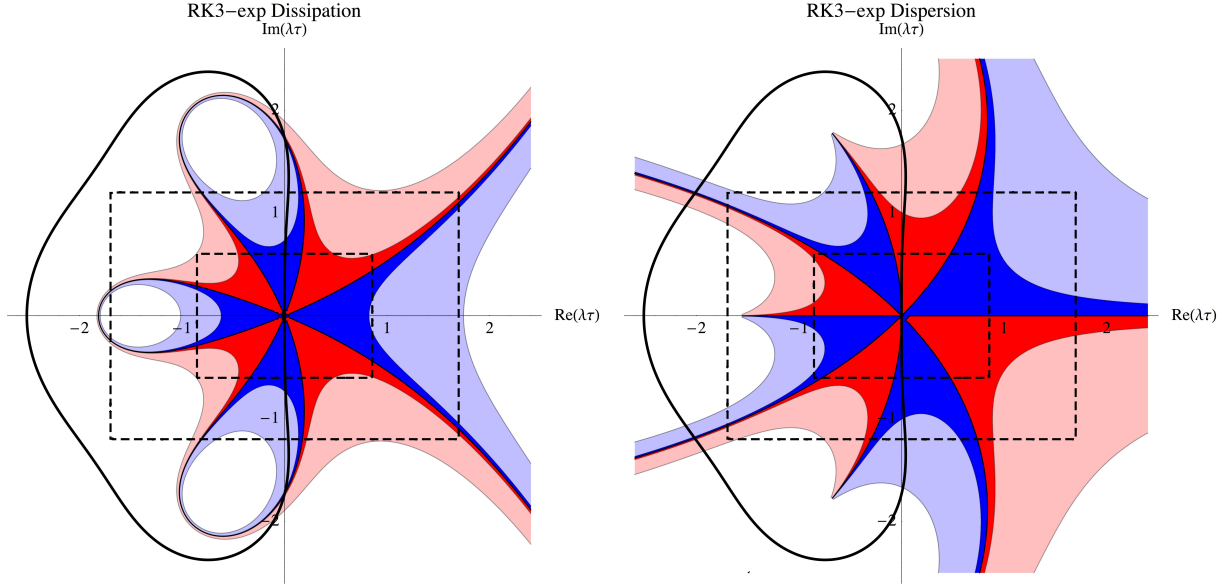 RK3−exp Dissipation
Im(λτ)
2
1
−2
−1
1
2
Re(λτ)
−1
−2
RK3−exp Dispersion
Im(λτ)
2
1
−2
−1
1
2
Re(λτ)
−1
−2